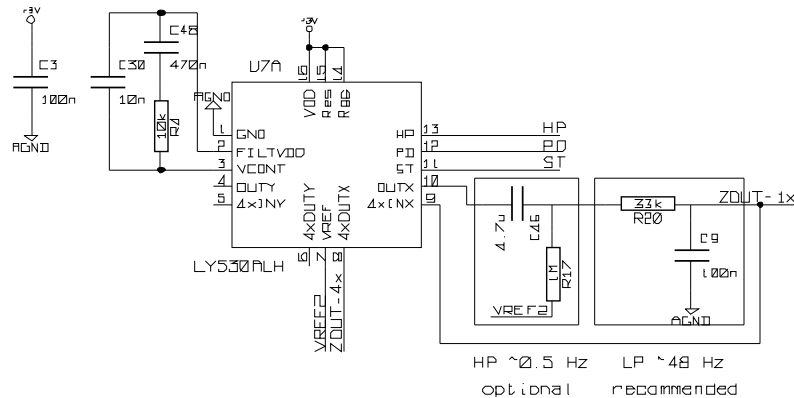 +3V
C3
100n
AGND
C30
10n
C48
470n
10k
R4
AGND
+3V
U7A
16
15
14
VDD
Res
Res
1
GND
2
FILTVDD
3
VCONT
4
OUTY
5
4xINY
HP
13
HP
PD
12
PD
ST
11
ST
OUTX
10
4xINX
9
4xOUTY
VREF
4xOUTX
6
7
8
LY530ALH
VREF2
ZOUT-4x
4.7u
C46
1M
R17
VREF2
33k
R20
ZOUT-1x
C9
100n
AGND
HP ~0.5 Hz
optional
LP ~48 Hz
recommended